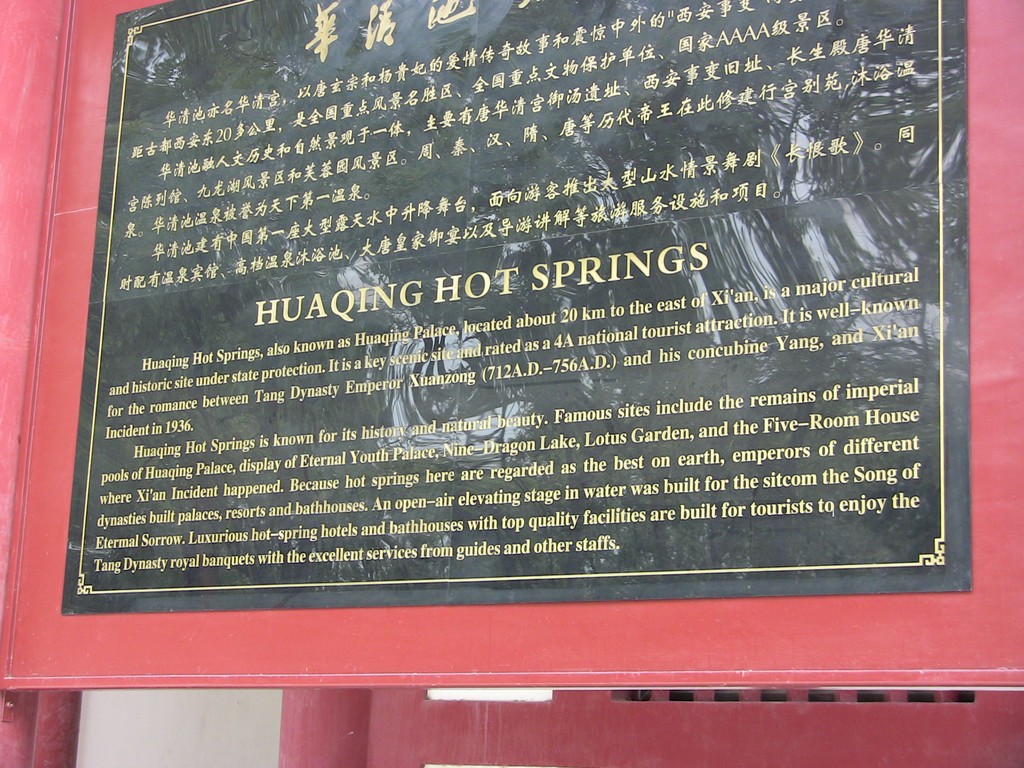 華清池
华清池亦名华清宫，以唐玄宗和杨贵妃的爱情传奇故事和震惊中外的"西安事变"
距古都西安东20多公里，是全国重点风景名胜区、全国重点文物保护单位、国家AAAA级景区。
华清池融人文历史和自然景观于一体，主要有唐华清宫御汤遗址、西安事变旧址、长生殿唐华清
宫陈列馆、九龙湖风景区和芙蓉园风景区。周、秦、汉、隋、唐等历代帝王在此修建行宫别苑，沐浴温
泉。华清池温泉被誉为天下第一温泉。
华清池建有中国第一座大型露天水中升降舞台，面向游客推出大型山水情景舞剧《长恨歌》。同
时配有温泉宾馆、高档温泉沐浴池、大唐皇家御宴以及导游讲解等旅游服务设施和项目。
HUAQING HOT SPRINGS
Huaqing Hot Springs, also known as Huaqing Palace, located about 20 km to the east of Xi'an, is a major cultural
and historic site under state protection. It is a key scenic site and rated as a 4A national tourist attraction. It is well-known
for the romance between Tang Dynasty Emperor Xuanzong (712A.D.-756A.D.) and his concubine Yang, and Xi'an
Incident in 1936.
Huaqing Hot Springs is known for its history and natural beauty. Famous sites include the remains of imperial
pools of Huaqing Palace, display of Eternal Youth Palace, Nine-Dragon Lake, Lotus Garden, and the Five-Room House
where Xi'an Incident happened. Because hot springs here are regarded as the best on earth, emperors of different
dynasties built palaces, resorts and bathhouses. An open-air elevating stage in water was built for the sitcom the Song of
Eternal Sorrow. Luxurious hot-spring hotels and bathhouses with top quality facilities are built for tourists to enjoy the
Tang Dynasty royal banquets with the excellent services from guides and other staffs.